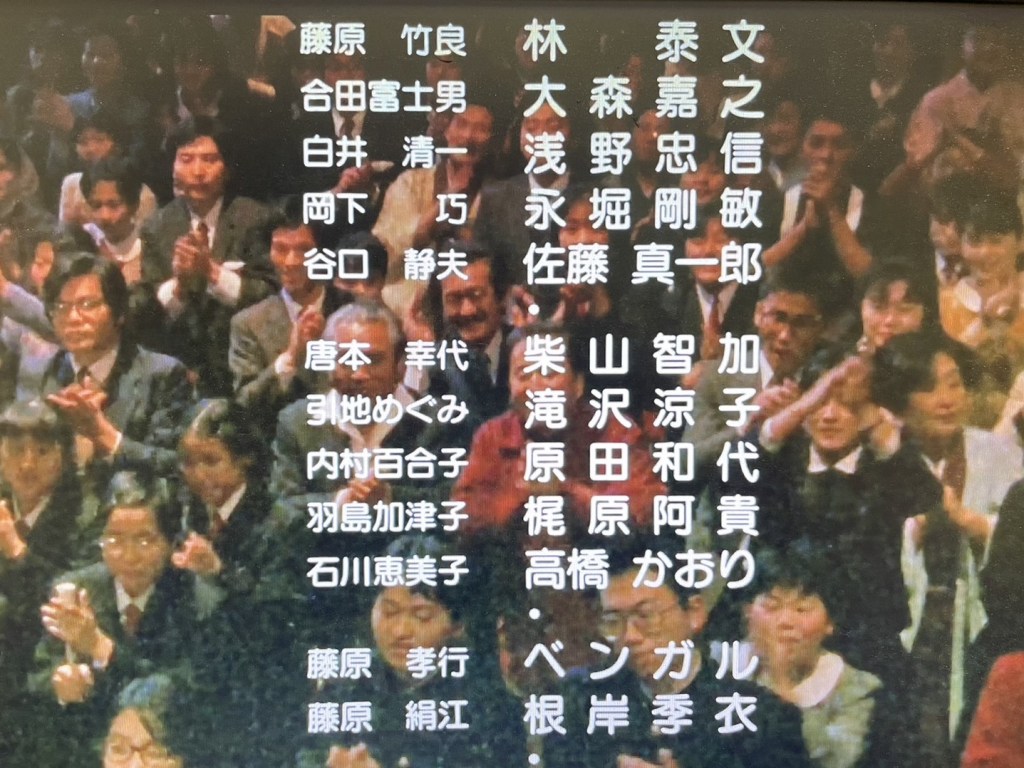 藤原 竹良 林 泰文
合田富士男 大森嘉之
白井 清一 浅野忠信
岡下 巧 永堀剛敏
谷口 静夫 佐藤 真一郎
・
唐本 幸代 柴山智加
引地めぐみ 滝沢涼子
内村百合子 原田和代
羽島加津子 梶原阿貴
石川恵美子 高橋 かおり
・
藤原 孝行 ベンガル
藤原 絹江 根岸季衣
・